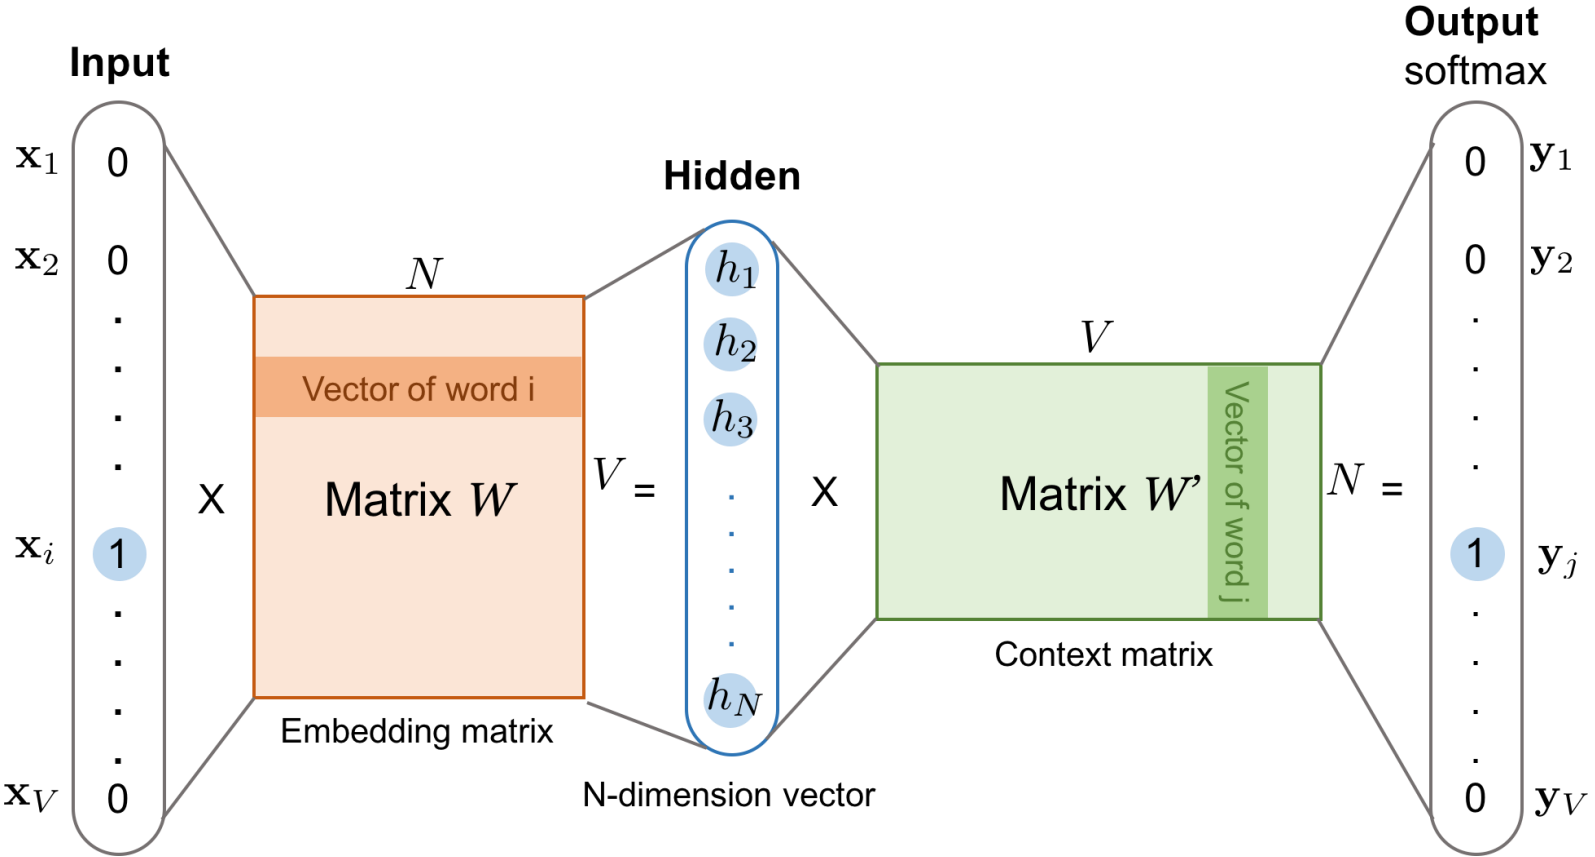 Input
x1 0
x2 0
.
.
.
.
xi 1
.
.
.
.
xV 0
X
N
Vector of word i
Matrix W
V =
Embedding matrix
Hidden
h1
h2
h3
.
.
.
.
.
hN
N-dimension vector
X
V
Matrix W’
Vector of word j
N =
Context matrix
Output
softmax
0 y1
0 y2
.
.
.
.
1 yj
.
.
.
.
0 yV